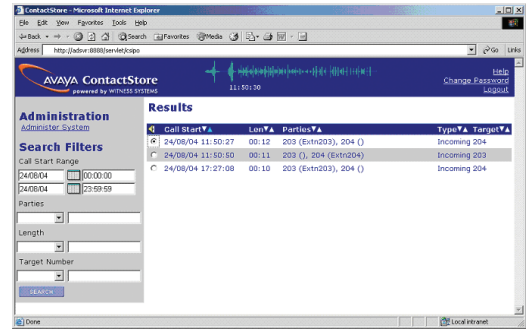 ContactStore - Microsoft Internet Explorer
File Edit View Favorites Tools Help
Back Search Favorites Media
Address http://adsvr:8888/servlet/csipo Go Links
AVAYA ContactStore
powered by WITNESS SYSTEMS
11:50:30
Help
Change Password
Logout
Administration
Administer System
Search Filters
Call Start Range
24/08/04 00:00:00
24/08/04 23:59:59
Parties
Length
Target Number
SEARCH
Results
Call Start▼▲ Len▼▲ Parties▼▲ Type▼▲ Target▼▲
24/08/04 11:50:27 00:12 203 (Extn203), 204 () Incoming 204
24/08/04 11:50:50 00:11 203 (), 204 (Extn204) Incoming 203
24/08/04 17:27:08 00:10 203 (Extn203), 204 () Incoming 204
Done Local intranet